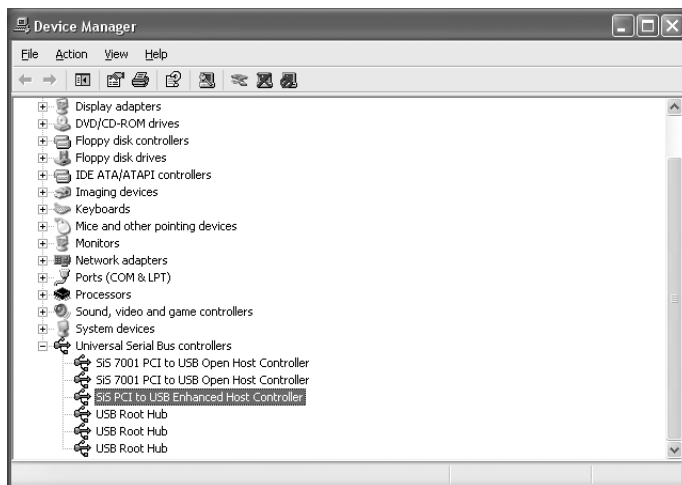 Device Manager
File Action View Help
Display adapters
DVD/CD-ROM drives
Floppy disk controllers
Floppy disk drives
IDE ATA/ATAPI controllers
Imaging devices
Keyboards
Mice and other pointing devices
Monitors
Network adapters
Ports (COM & LPT)
Processors
Sound, video and game controllers
System devices
Universal Serial Bus controllers
SiS 7001 PCI to USB Open Host Controller
SiS 7001 PCI to USB Open Host Controller
SiS PCI to USB Enhanced Host Controller
USB Root Hub
USB Root Hub
USB Root Hub